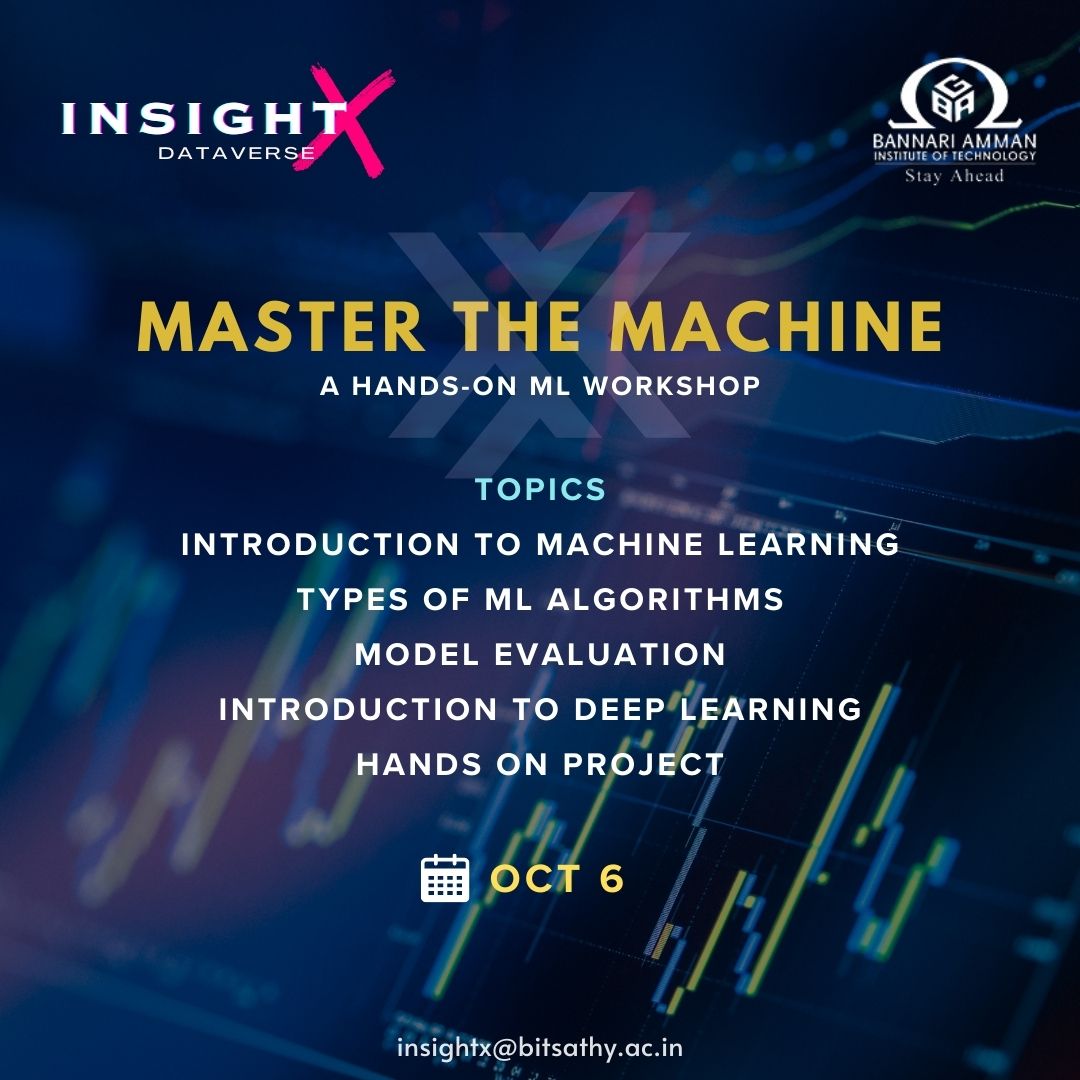 INSIGHTX
DATAVERSE
GBA
BANNARI AMMAN
INSTITUTE OF TECHNOLOGY
Stay Ahead
MASTER THE MACHINE
A HANDS-ON ML WORKSHOP
TOPICS
INTRODUCTION TO MACHINE LEARNING
TYPES OF ML ALGORITHMS
MODEL EVALUATION
INTRODUCTION TO DEEP LEARNING
HANDS ON PROJECT
OCT 6
insightx@bitsathy.ac.in